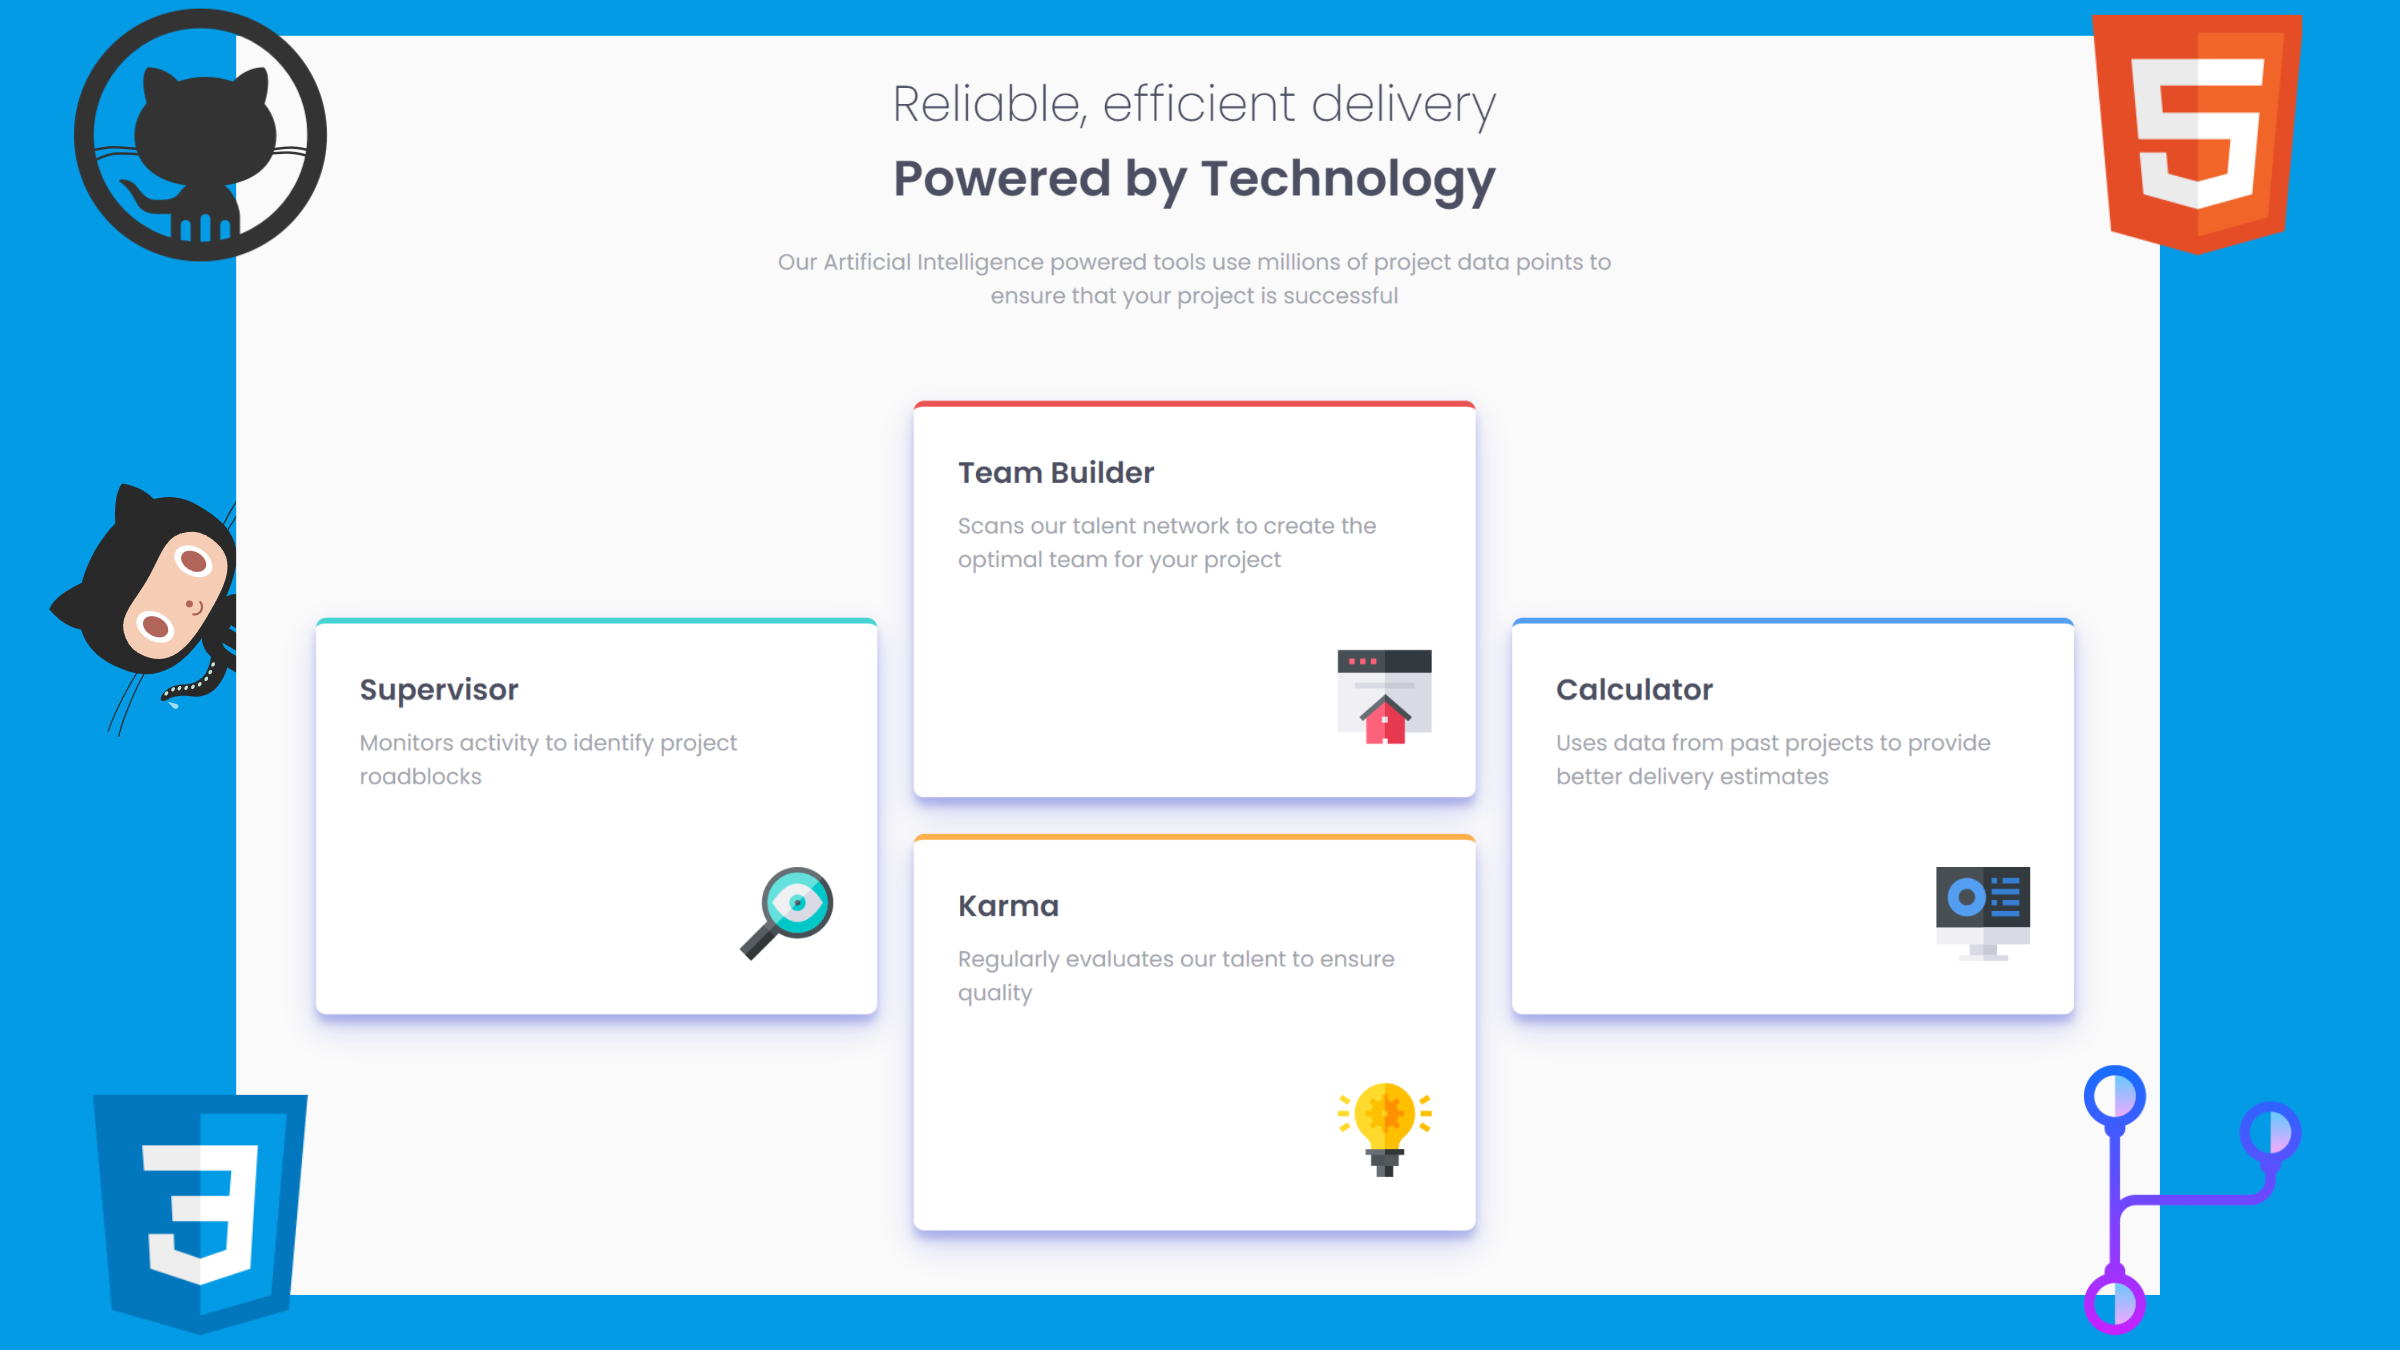 Reliable, efficient delivery
Powered by Technology
Our Artificial Intelligence powered tools use millions of project data points to
ensure that your project is successful
Team Builder
Scans our talent network to create the
optimal team for your project
Supervisor
Monitors activity to identify project
roadblocks
Calculator
Uses data from past projects to provide
better delivery estimates
Karma
Regularly evaluates our talent to ensure
quality